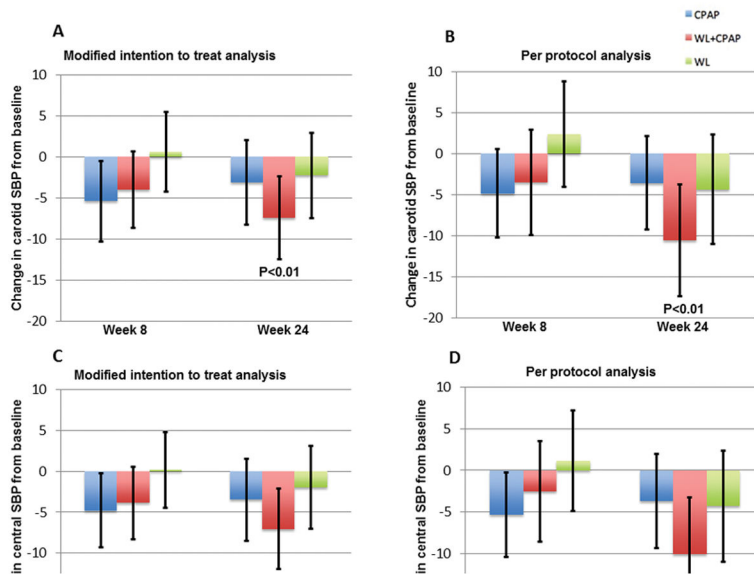 CPAP
WL+CPAP
WL
A
Modified intention to treat analysis
Change in carotid SBP from baseline
10
5
0
-5
-10
-15
-20
P<0.01
Week 8
Week 24
B
Per protocol analysis
Change in carotid SBP from baseline
10
5
0
-5
-10
-15
-20
P<0.01
Week 8
Week 24
C
Modified intention to treat analysis
in central SBP from baseline
10
5
0
-5
-10
D
Per protocol analysis
in central SBP from baseline
10
5
0
-5
-10